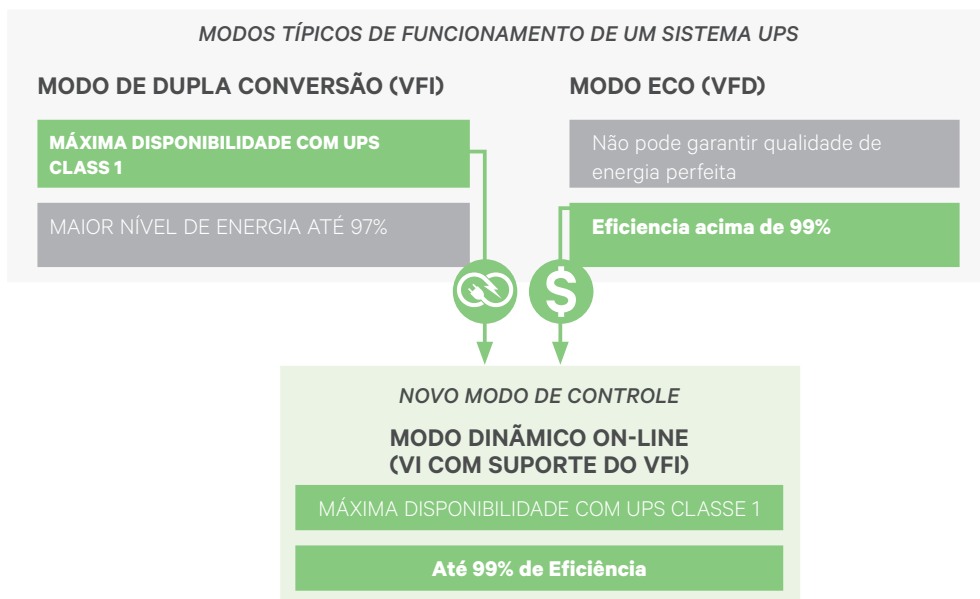 MODOS TÍPICOS DE FUNCIONAMENTO DE UM SISTEMA UPS
MODO DE DUPLA CONVERSÃO (VFI)
MÁXIMA DISPONIBILIDADE COM UPS
CLASS 1
MAIOR NÍVEL DE ENERGIA ATÉ 97%
MODO ECO (VFD)
Não pode garantir qualidade de
energia perfeita
Eficiencia acima de 99%
$
NOVO MODO DE CONTROLE
MODO DINÃMICO ON-LINE
(VI COM SUPORTE DO VFI)
MÁXIMA DISPONIBILIDADE COM UPS CLASSE 1
Até 99% de Eficiência